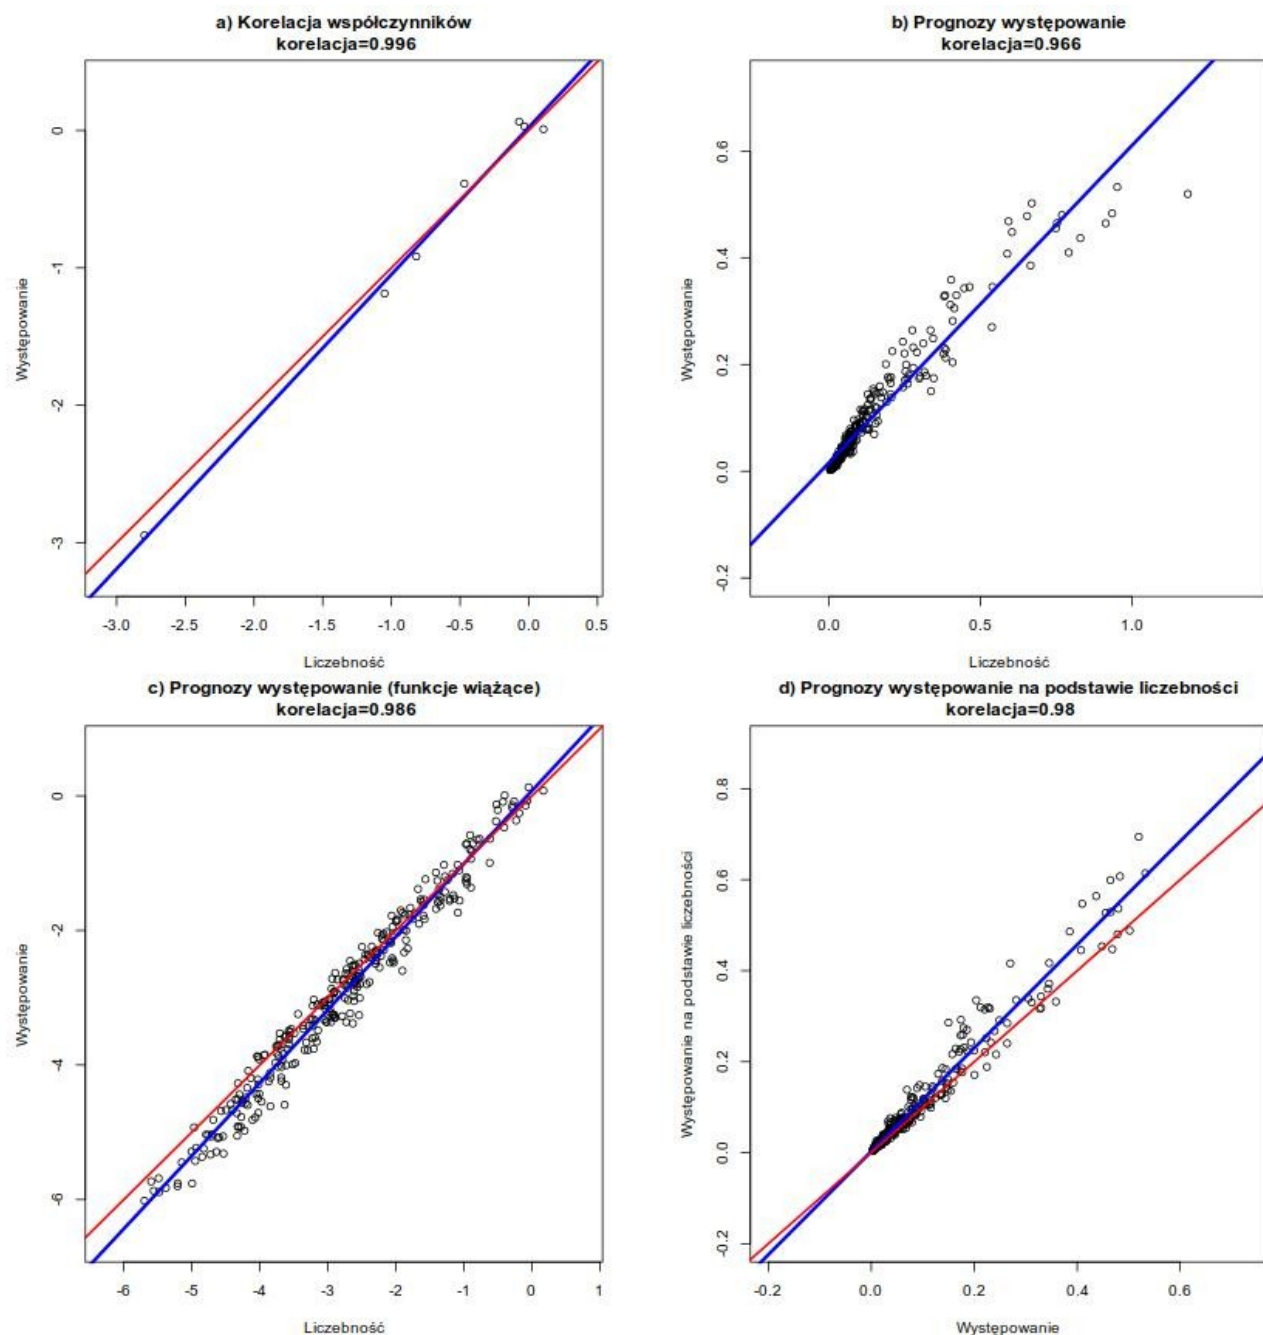 a) Korelacja współczynników
korelacja=0.996
0
-1
-2
-3
Występowanie
-3.0 -2.5 -2.0 -1.5 -1.0 -0.5 0.0 0.5
Liczebność
b) Prognozy występowanie
korelacja=0.966
0.6
0.4
0.2
0.0
-0.2
Występowanie
0.0 0.5 1.0
Liczebność
c) Prognozy występowanie (funkcje wiążące)
korelacja=0.986
0
-2
-4
-6
Występowanie
-6 -5 -4 -3 -2 -1 0 1
Liczebność
d) Prognozy występowanie na podstawie liczebności
korelacja=0.98
0.8
0.6
0.4
0.2
0.0
-0.2
Występowanie na podstawie liczebności
-0.2 0.0 0.2 0.4 0.6
Występowanie